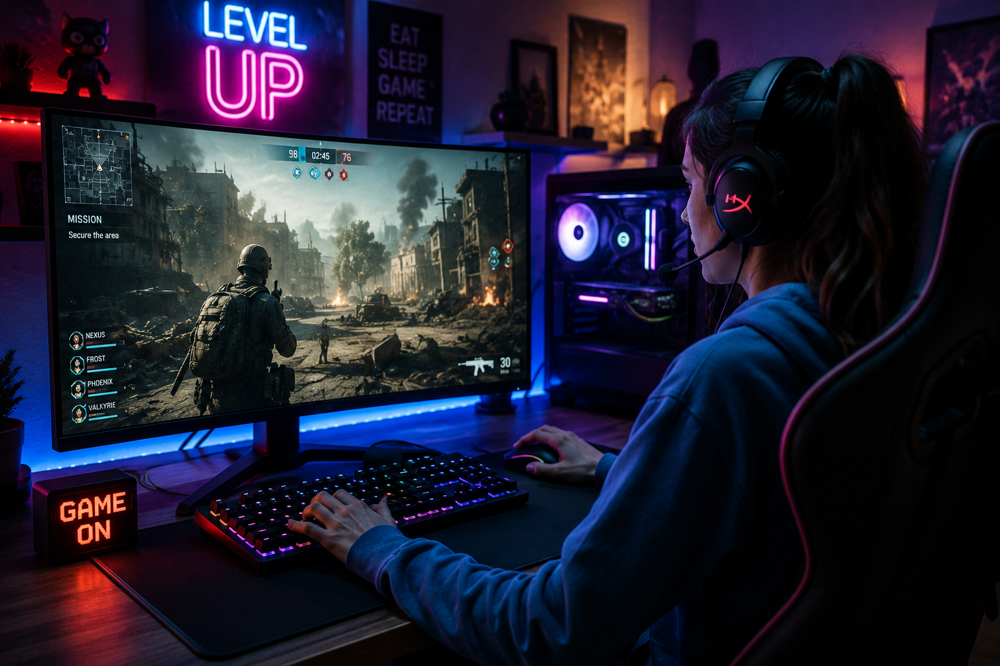 LEVEL
UP
EAT
SLEEP
GAME
REPEAT
98 02:45 76
MISSION
Secure the area
NEXUS
FROST
PHOENIX
VALKYRIE
30
HX
GAME
ON